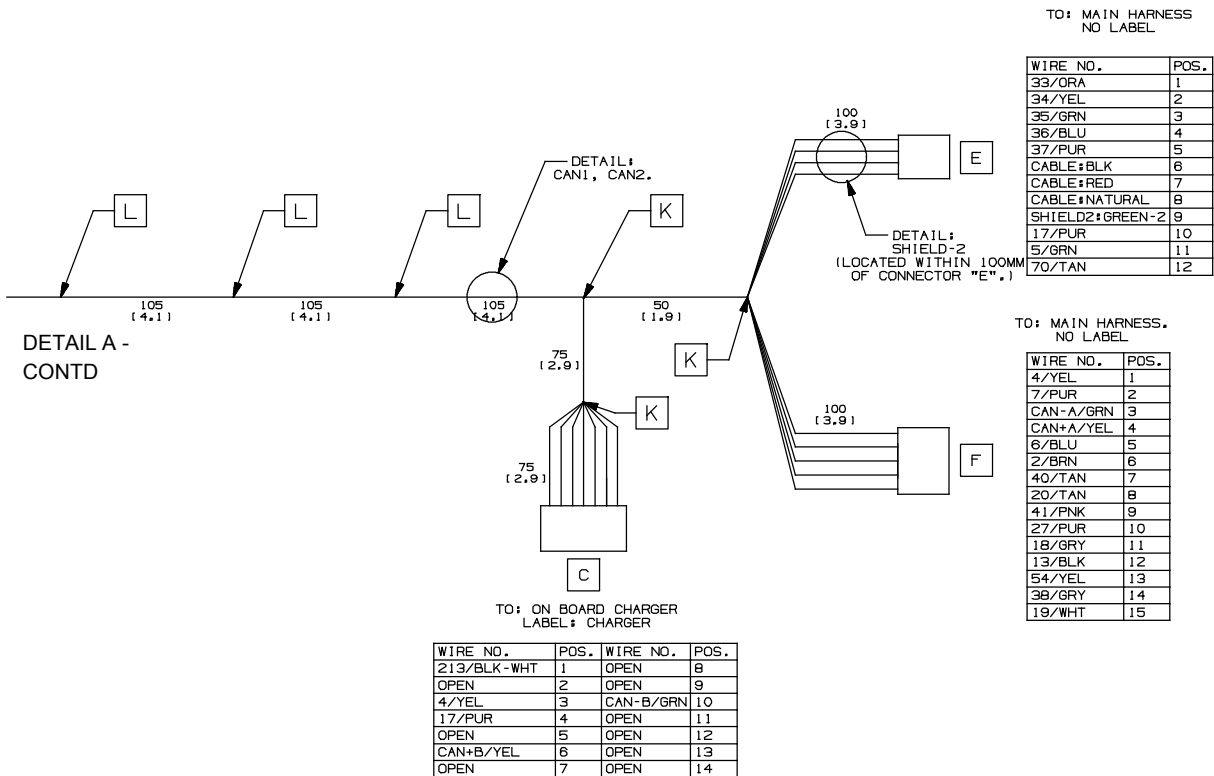 TO: MAIN HARNESS
NO LABEL
WIRE NO. POS.
33/ORA 1
34/YEL 2
35/GRN 3
36/BLU 4
37/PUR 5
CABLE:BLK 6
CABLE:RED 7
CABLE:NATURAL 8
SHIELD2:GREEN-2 9
17/PUR 10
5/GRN 11
70/TAN 12
100
[3.9]
E
DETAIL:
CAN1, CAN2.
L
L
L
K
DETAIL:
SHIELD-2
(LOCATED WITHIN 100MM
OF CONNECTOR "E".)
105
[4.1]
105
[4.1]
105
[4.1]
50
[1.9]
DETAIL A -
CONTD
75
[2.9]
K
K
TO: MAIN HARNESS.
NO LABEL
WIRE NO. POS.
4/YEL 1
7/PUR 2
CAN-A/GRN 3
CAN+A/YEL 4
6/BLU 5
2/BRN 6
40/TAN 7
20/TAN 8
41/PNK 9
27/PUR 10
18/GRY 11
13/BLK 12
54/YEL 13
38/GRY 14
19/WHT 15
100
[3.9]
F
75
[2.9]
C
TO: ON BOARD CHARGER
LABEL: CHARGER
WIRE NO. POS. WIRE NO. POS.
213/BLK-WHT 1 OPEN 8
OPEN 2 OPEN 9
4/YEL 3 CAN-B/GRN 10
17/PUR 4 OPEN 11
OPEN 5 OPEN 12
CAN+B/YEL 6 OPEN 13
OPEN 7 OPEN 14